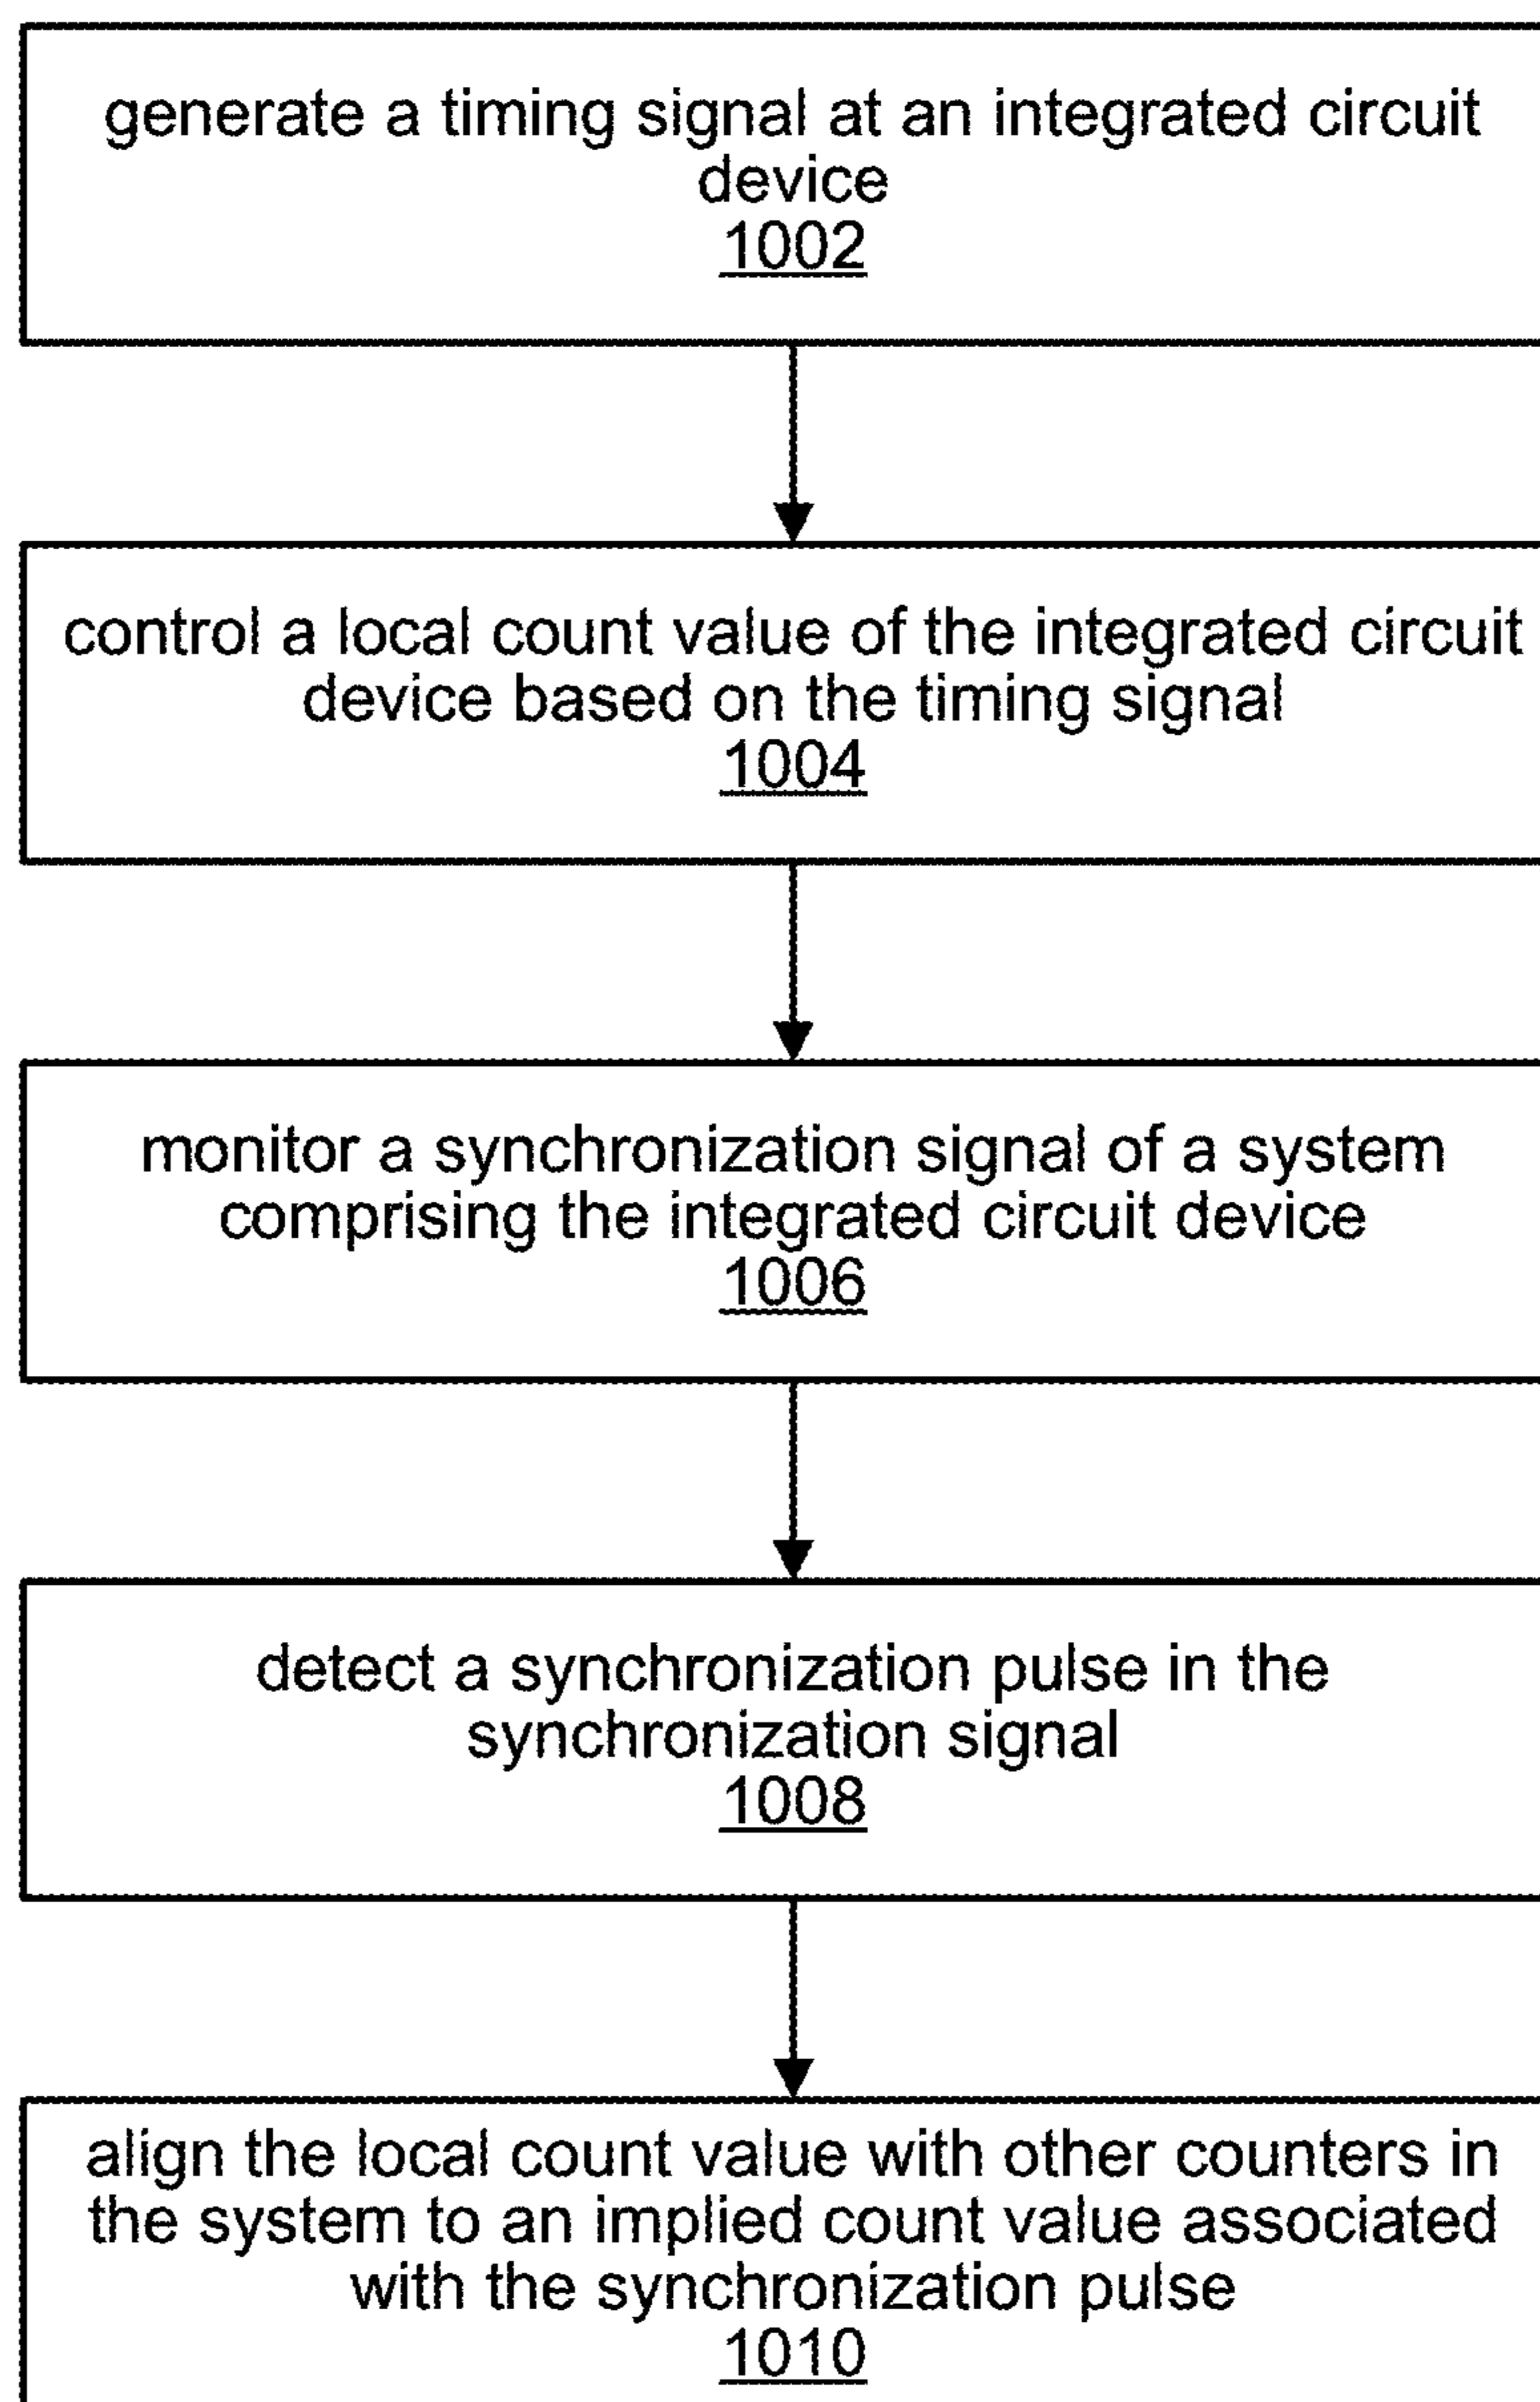 generate a timing signal at an integrated circuit
device
1002
control a local count value of the integrated circuit
device based on the timing signal
1004
monitor a synchronization signal of a system
comprising the integrated circuit device
1006
detect a synchronization pulse in the
synchronization signal
1008
align the local count value with other counters in
the system to an implied count value associated
with the synchronization pulse
1010